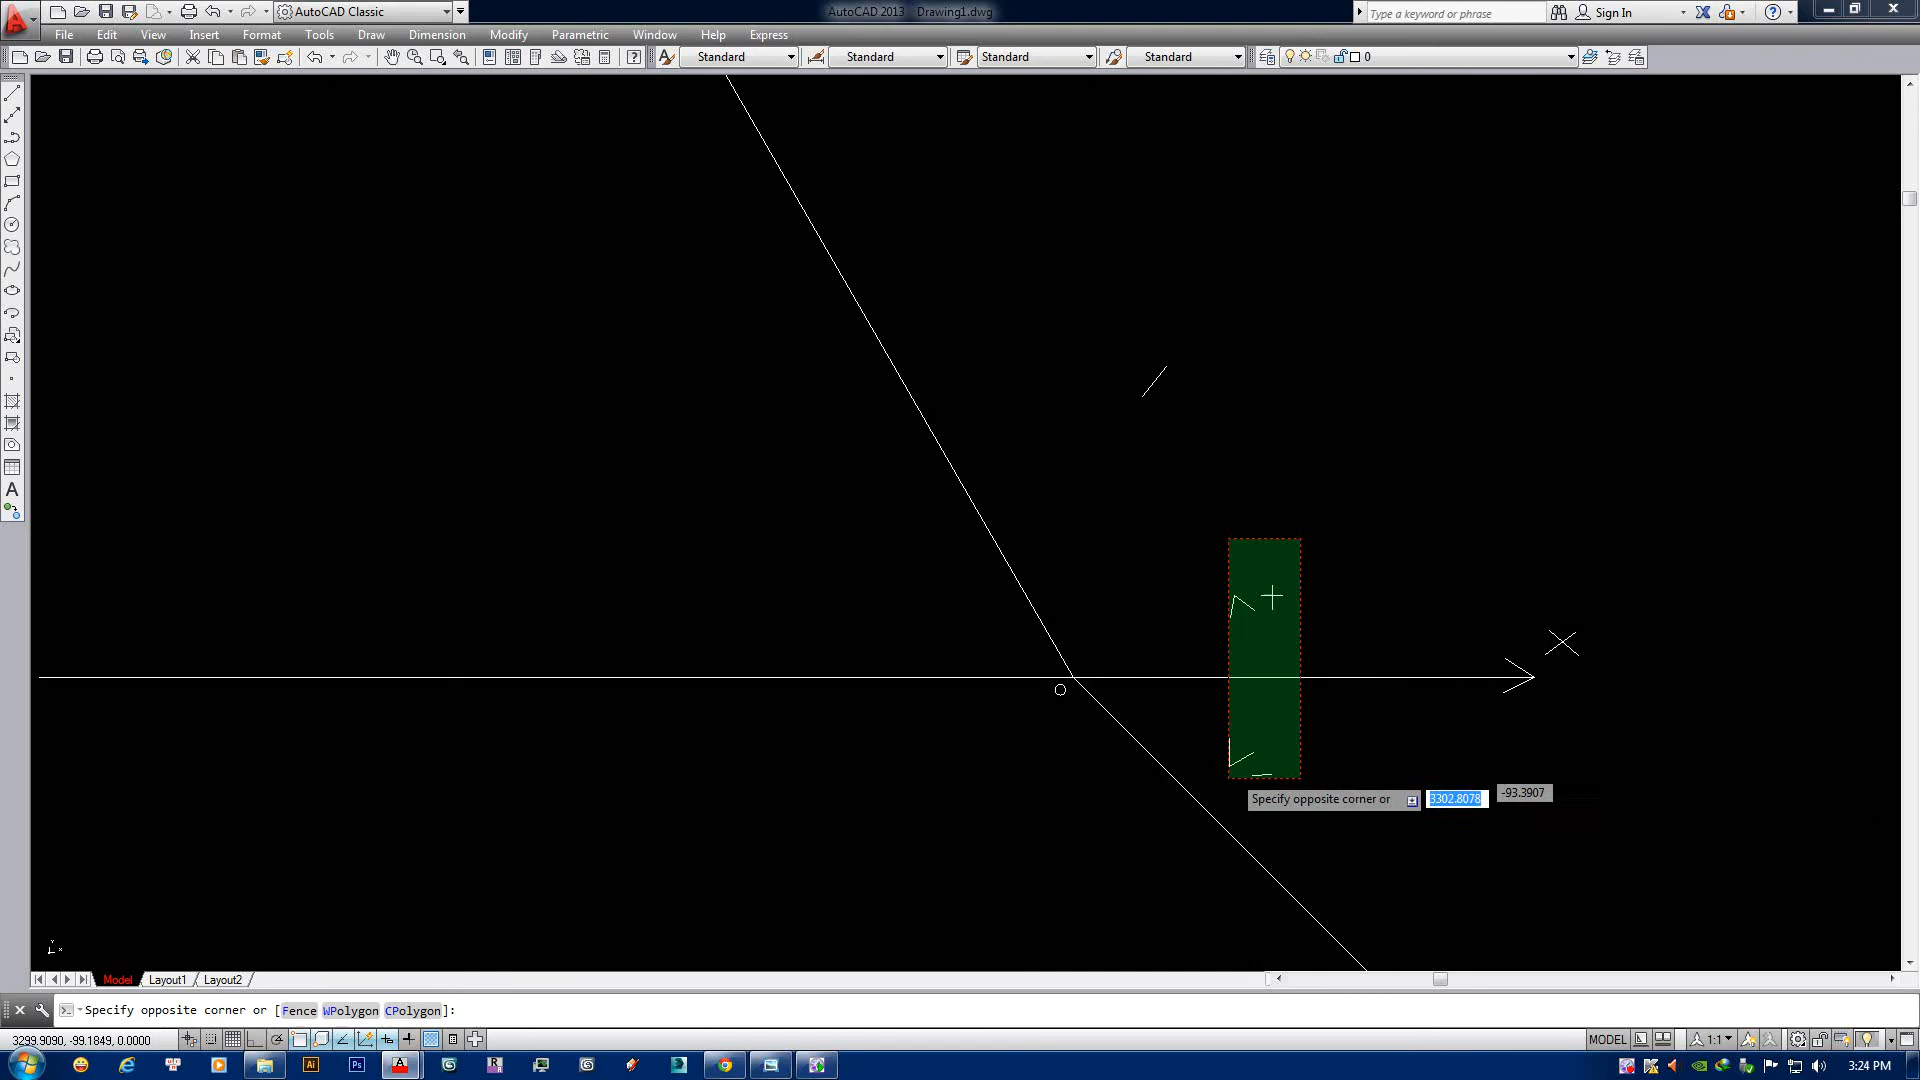 AutoCAD Classic
AutoCAD 2013 Drawing1.dwg
Type a keyword or phrase
Sign In
File Edit View Insert Format Tools Draw Dimension Modify Parametric Window Help Express
Standard Standard Standard Standard 0
A
Specify opposite corner or 3302.8078 -93.3907
Model Layout1 Layout2
Specify opposite corner or [Fence WPolygon CPolygon]:
3299.9090, -99.1849, 0.0000
MODEL 1:1
Ai Ps
3:24 PM